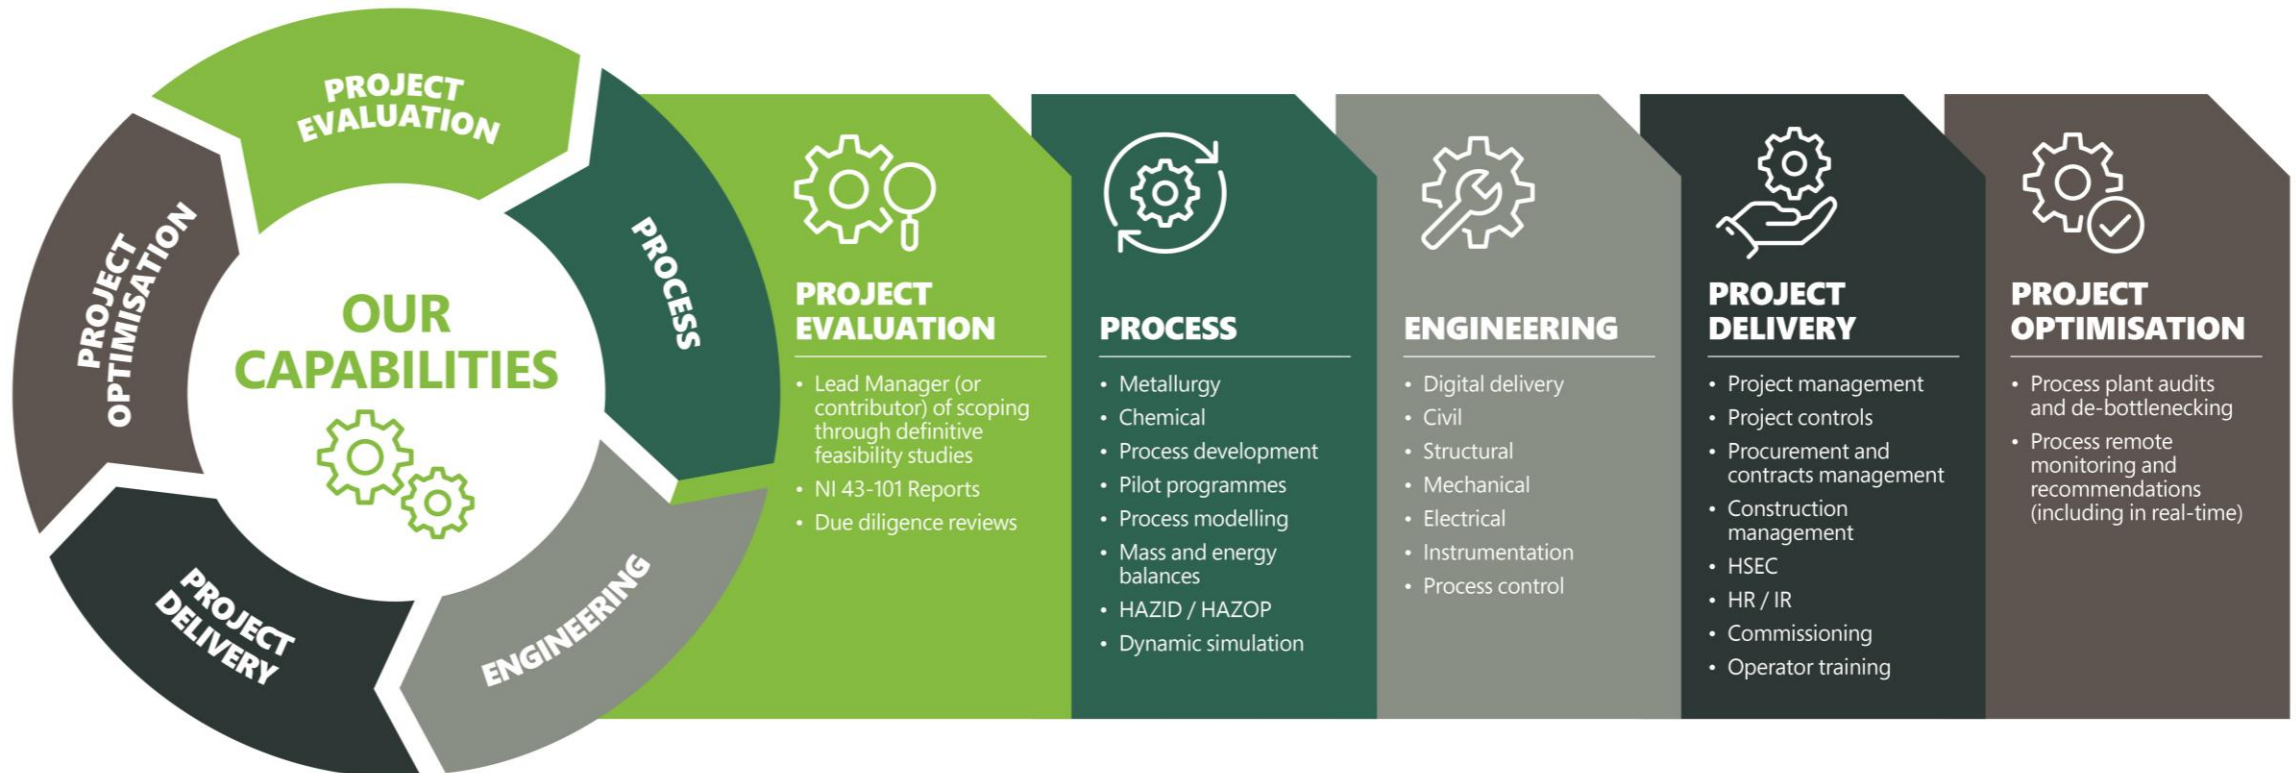 PROJECT
EVALUATION
PROCESS
ENGINEERING
PROJECT
DELIVERY
PROJECT
OPTIMISATION
OUR
CAPABILITIES
PROJECT
EVALUATION
• Lead Manager (or
contributor) of scoping
through definitive
feasibility studies
• NI 43-101 Reports
• Due diligence reviews
PROCESS
• Metallurgy
• Chemical
• Process development
• Pilot programmes
• Process modelling
• Mass and energy
balances
• HAZID / HAZOP
• Dynamic simulation
ENGINEERING
• Digital delivery
• Civil
• Structural
• Mechanical
• Electrical
• Instrumentation
• Process control
PROJECT
DELIVERY
• Project management
• Project controls
• Procurement and
contracts management
• Construction
management
• HSEC
• HR / IR
• Commissioning
• Operator training
PROJECT
OPTIMISATION
• Process plant audits
and de-bottlenecking
• Process remote
monitoring and
recommendations
(including in real-time)